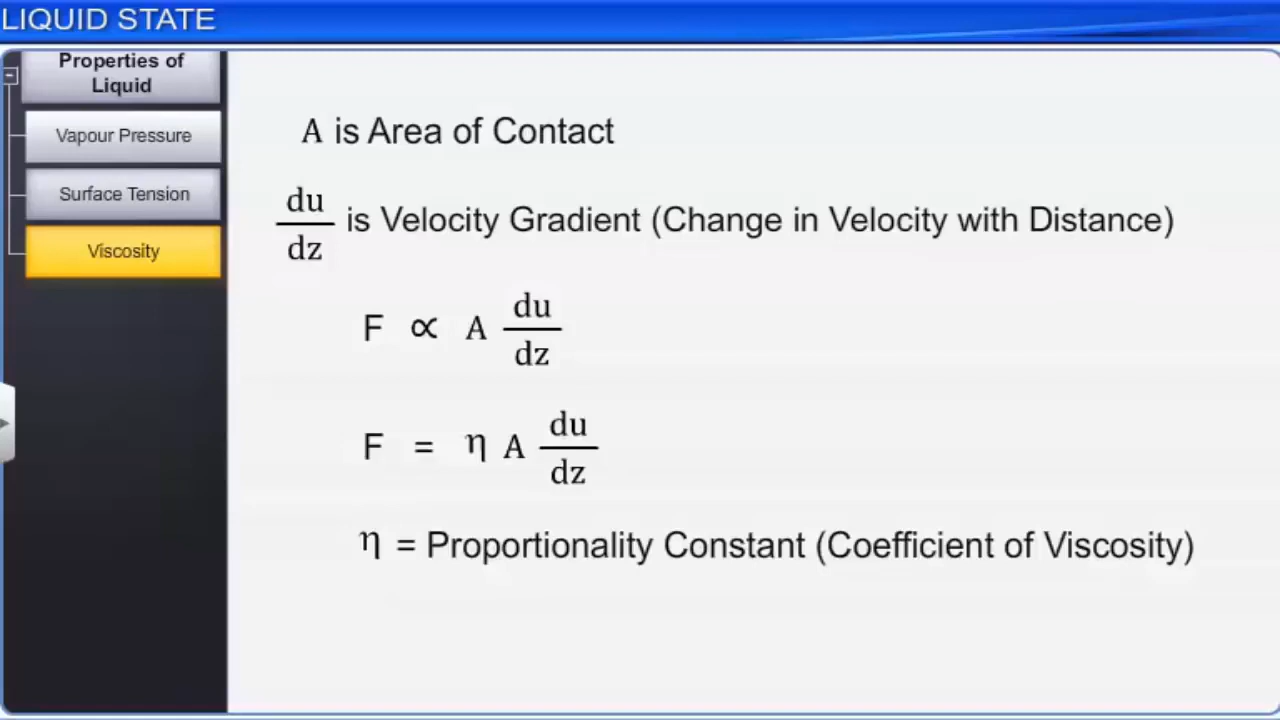 LIQUID STATE
Properties of
Liquid
Vapour Pressure
Surface Tension
Viscosity
A is Area of Contact
du/dz is Velocity Gradient (Change in Velocity with Distance)
F ∝ A du/dz
F = η A du/dz
η = Proportionality Constant (Coefficient of Viscosity)